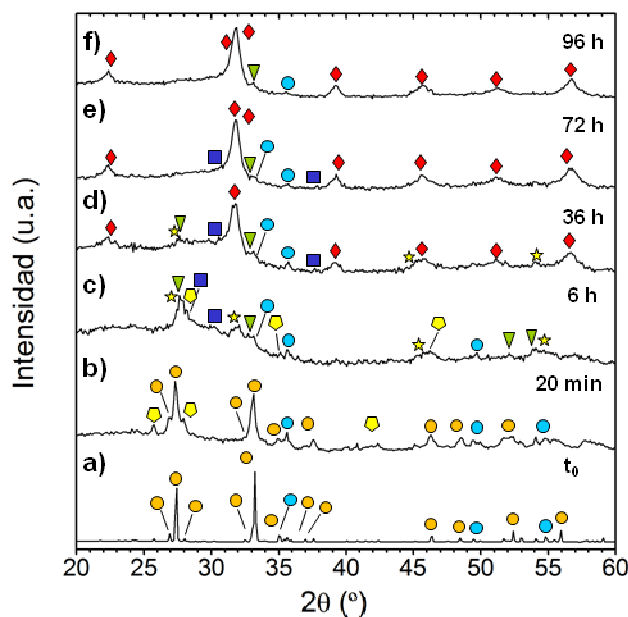 f)
96 h
e)
72 h
d)
36 h
c)
6 h
b)
20 min
a)
t₀
Intensidad (u.a.)
20 25 30 35 40 45 50 55 60
2θ (º)